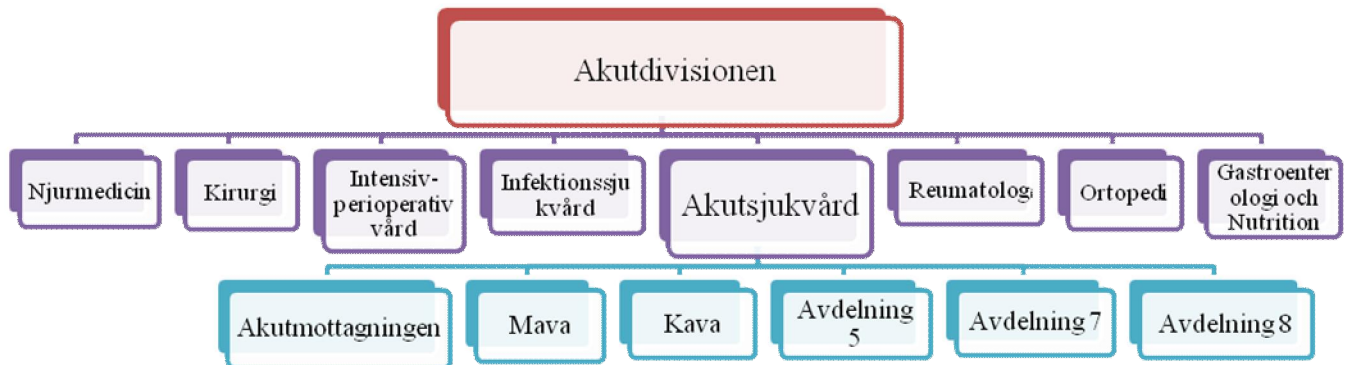 Akutdivisionen
Njurmedicin
Kirurgi
Intensiv-
perioperativ
vård
Infektionssju
kvård
Akutsjukvård
Reumatologi
Ortopedi
Gastroenter
ologi och
Nutrition
Akutmottagningen
Mava
Kava
Avdelning
5
Avdelning 7
Avdelning 8